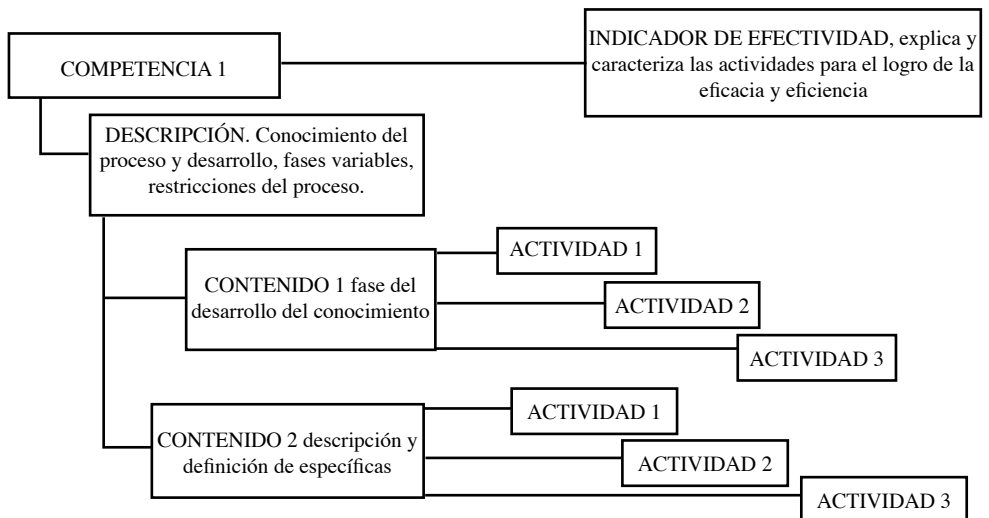 COMPETENCIA 1
INDICADOR DE EFECTIVIDAD, explica y
caracteriza las actividades para el logro de la
eficacia y eficiencia
DESCRIPCIÓN. Conocimiento del
proceso y desarrollo, fases variables,
restricciones del proceso.
CONTENIDO 1 fase del
desarrollo del conocimiento
ACTIVIDAD 1
ACTIVIDAD 2
ACTIVIDAD 3
CONTENIDO 2 descripción y
definición de específicas
ACTIVIDAD 1
ACTIVIDAD 2
ACTIVIDAD 3